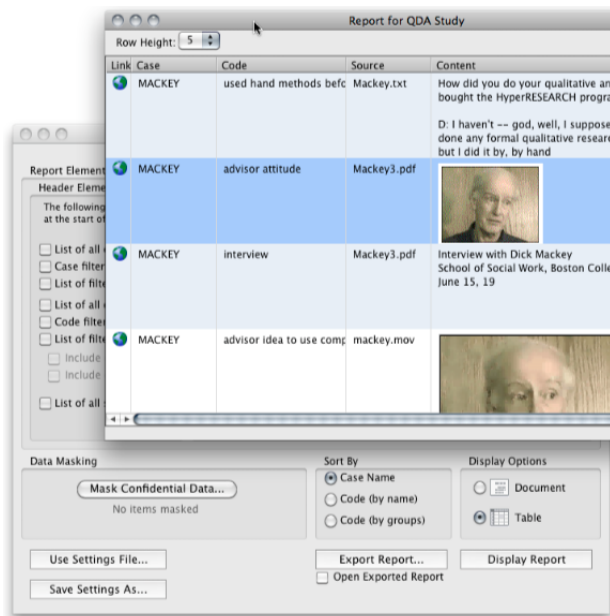 Report for QDA Study
Row Height: 5
Link Case Code Source Content
MACKEY used hand methods befo Mackey.txt How did you do your qualitative an
bought the HyperRESEARCH progra
D: I haven't -- god, well, I suppose
done any formal qualitative resear
but I did it by, by hand
MACKEY advisor attitude Mackey3.pdf
MACKEY interview Mackey3.pdf Interview with Dick Mackey
School of Social Work, Boston Colle
June 15, 19
MACKEY advisor idea to use comp mackey.mov
Report Element
Header Eleme
The following
at the start of
List of all
Case filter
List of filte
List of all
Code filter
List of filte
Include
Include
List of all
Data Masking
Mask Confidential Data...
No items masked
Sort By
Case Name
Code (by name)
Code (by groups)
Display Options
Document
Table
Use Settings File...
Save Settings As...
Export Report...
Open Exported Report
Display Report